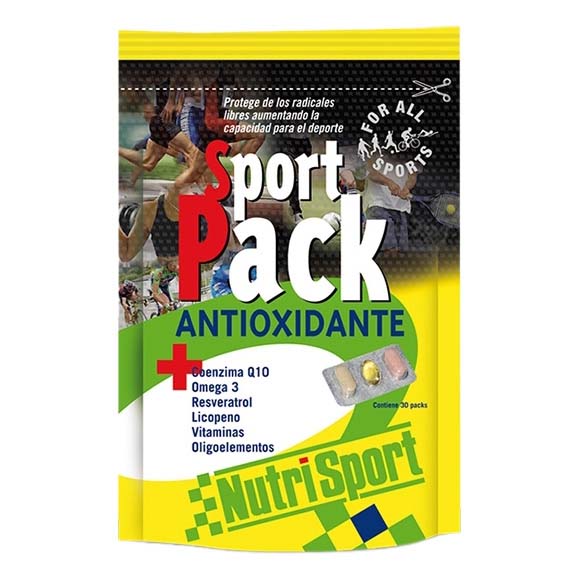 Protege de los radicales
libres aumentando la
capacidad para el deporte
FOR ALL
SPORTS
Sport
Pack
ANTIOXIDANTE
+
Coenzima Q10
Omega 3
Resveratrol
Licopeno
Vitaminas
Oligoelementos
Contiene 30 packs
NutriSport